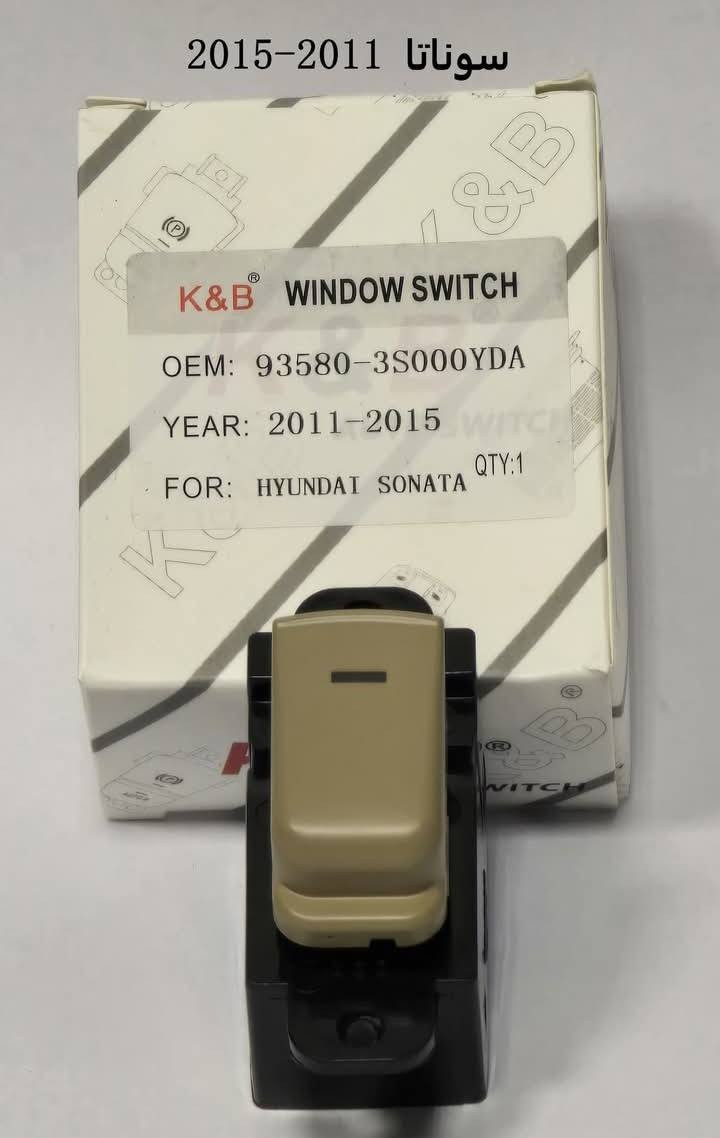 سوناتا 2011-2015
K&B
K&B® WINDOW SWITCH
OEM: 93580-3S000YDA
YEAR: 2011-2015
FOR: HYUNDAI SONATA QTY:1
K&B®